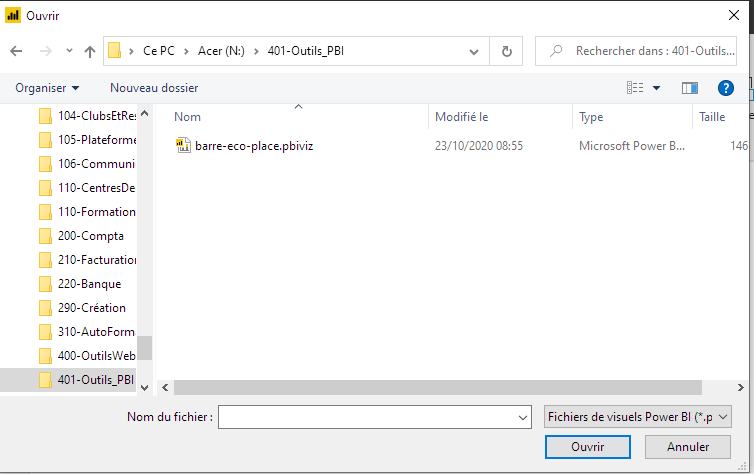 Ouvrir
Ce PC > Acer (N:) > 401-Outils_PBI
Rechercher dans : 401-Outils...
Organiser
Nouveau dossier
?
Nom
Modifié le
Type
Taille
104-ClubsEtRes
105-Plateforme
106-Communi
110-CentresDe
110-Formation
200-Compta
210-Facturation
220-Banque
290-Création
310-AutoForma
400-OutilsWeb
401-Outils_PBI
barre-eco-place.pbiviz
23/10/2020 08:55
Microsoft Power B...
146
Nom du fichier :
Fichiers de visuels Power BI (*.p
Ouvrir
Annuler